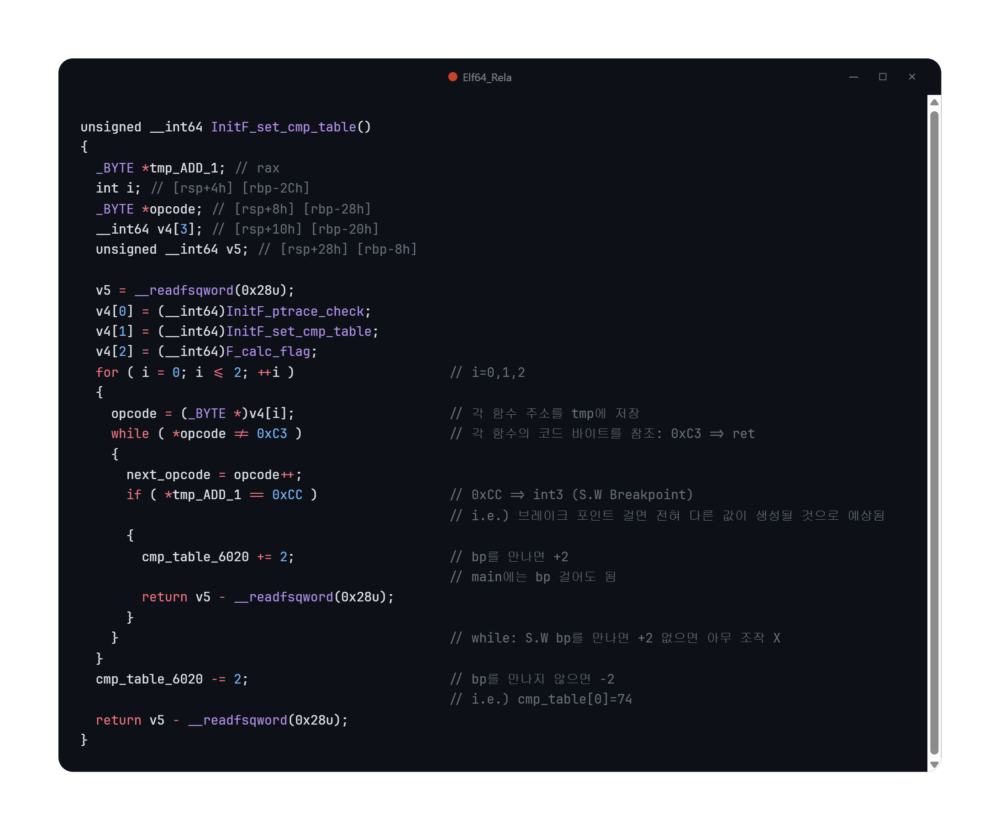 Elf64_Rela
unsigned __int64 InitF_set_cmp_table()
{
  _BYTE *tmp_ADD_1; // rax
  int i; // [rsp+4h] [rbp-2Ch]
  _BYTE *opcode; // [rsp+8h] [rbp-28h]
  __int64 v4[3]; // [rsp+10h] [rbp-20h]
  unsigned __int64 v5; // [rsp+28h] [rbp-8h]
  v5 = __readfsqword(0x28u);
  v4[0] = (__int64)InitF_ptrace_check;
  v4[1] = (__int64)InitF_set_cmp_table;
  v4[2] = (__int64)F_calc_flag;
  for ( i = 0; i <= 2; ++i ) // i=0,1,2
  {
    opcode = (_BYTE *)v4[i]; // 각 함수 주소를 tmp에 저장
    while ( *opcode != 0xC3 ) // 각 함수의 코드 바이트를 참조: 0xC3 => ret
    {
      next_opcode = opcode++;
      if ( *tmp_ADD_1 == 0xCC ) // 0xCC => int3 (S.W Breakpoint)
// i.e.) 브레이크 포인트 걸면 전혀 다른 값이 생성될 것으로 예상됨
      {
        cmp_table_6020 += 2; // bp를 만나면 +2
// main에는 bp 걸어도 됨
        return v5 - __readfsqword(0x28u);
      }
    } // while: S.W bp를 만나면 +2 없으면 아무 조작 X
  }
  cmp_table_6020 -= 2; // bp를 만나지 않으면 -2
// i.e.) cmp_table[0]=74
  return v5 - __readfsqword(0x28u);
}